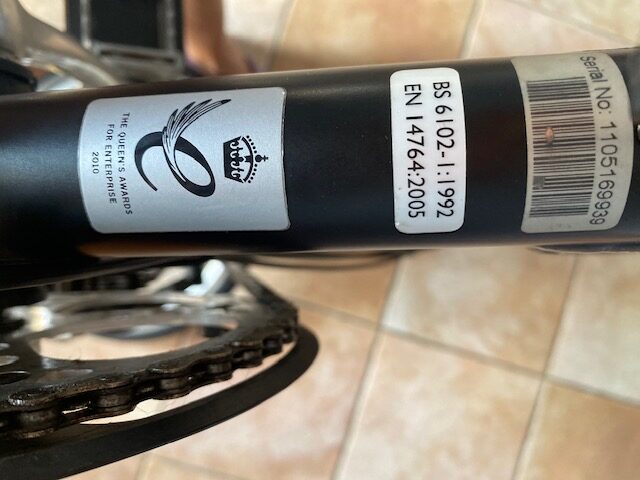 THE QUEEN'S AWARDS
FOR ENTERPRISE
2010
BS 6102-1:1992
EN 14764:2005
Serial No: 1105169939